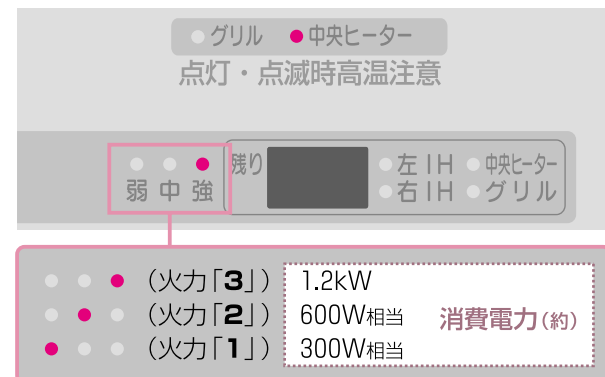 グリル 中央ヒーター
点灯・点滅時高温注意
残り 左IH 中央ヒーター
弱 中 強 右IH グリル
(火力「3」) 1.2kW
(火力「2」) 600W相当 消費電力(約)
(火力「1」) 300W相当